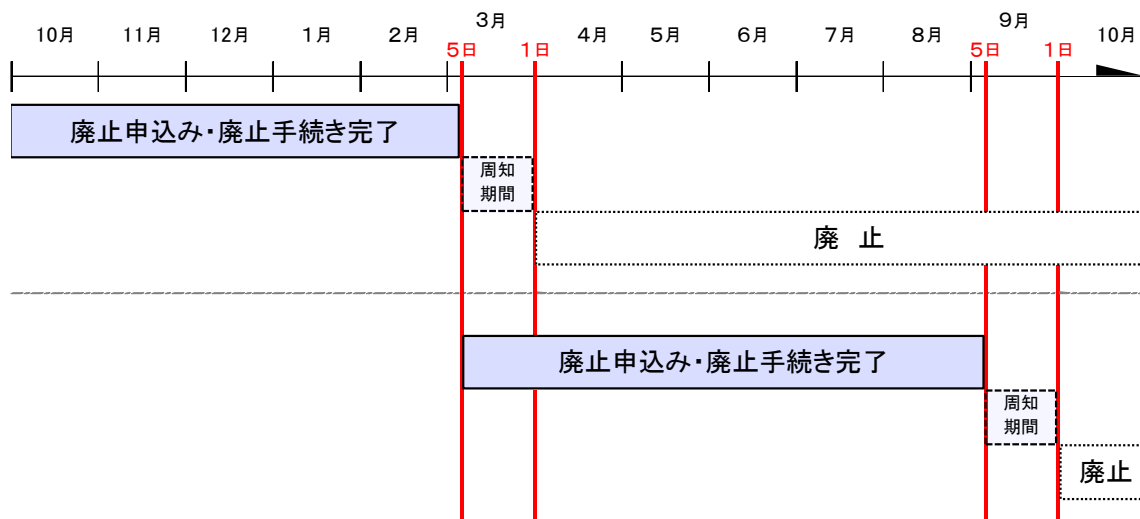 10月 11月 12月 1月 2月 3月 4月 5月 6月 7月 8月 9月 10月
5日 1日 5日 1日
廃止申込み・廃止手続き完了
周知
期間
廃 止
廃止申込み・廃止手続き完了
周知
期間
廃止